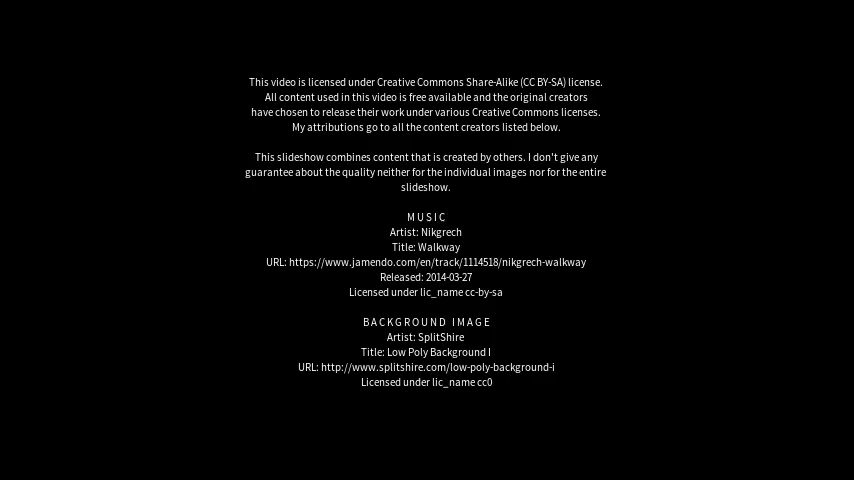 This video is licensed under Creative Commons Share-Alike (CC BY-SA) license.
All content used in this video is free available and the original creators
have chosen to release their work under various Creative Commons licenses.
My attributions go to all the content creators listed below.
This slideshow combines content that is created by others. I don't give any
guarantee about the quality neither for the individual images nor for the entire
slideshow.
MUSIC
Artist: Nikgrech
Title: Walkway
URL: https://www.jamendo.com/en/track/1114518/nikgrech-walkway
Released: 2014-03-27
Licensed under lic_name cc-by-sa
BACKGROUND IMAGE
Artist: SplitShire
Title: Low Poly Background I
URL: http://www.splitshire.com/low-poly-background-i
Licensed under lic_name cc0